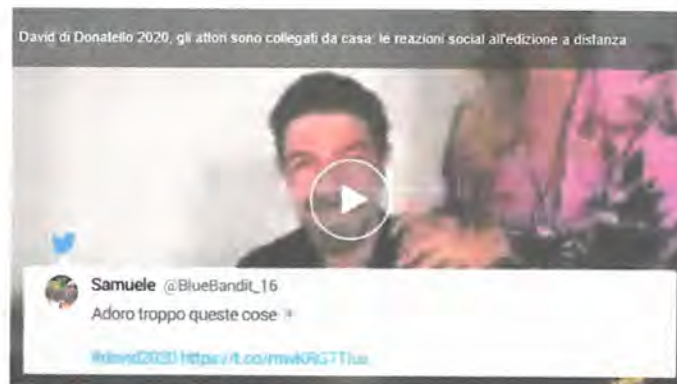 David di Donatello 2020, gli attori sono collegati da casa: le reazioni social all'edizione a distanza
Samuele @BlueBandit_16
Adoro troppo queste cose
#david2020